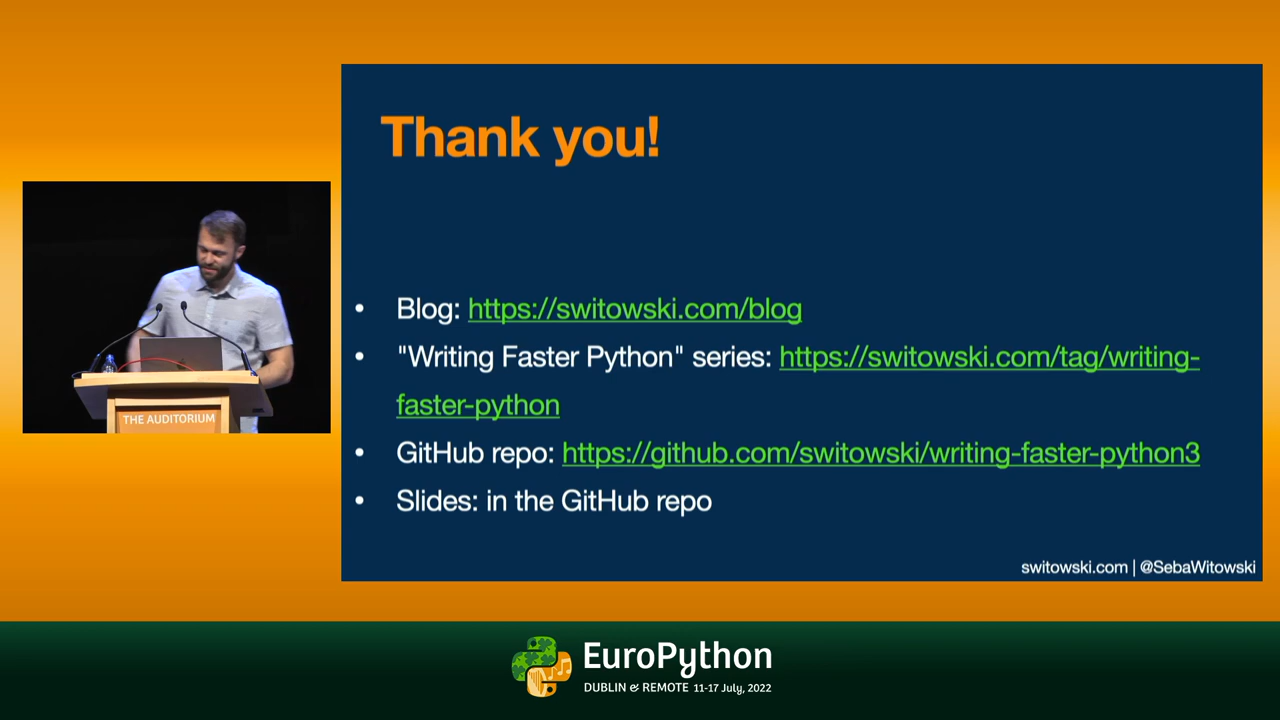 Thank you!
THE AUDITORIUM
• Blog: https://switowski.com/blog
• "Writing Faster Python" series: https://switowski.com/tag/writing-
faster-python
• GitHub repo: https://github.com/switowski/writing-faster-python3
• Slides: in the GitHub repo
switowski.com | @SebaWitowski
EuroPython
DUBLIN & REMOTE 11-17 July, 2022